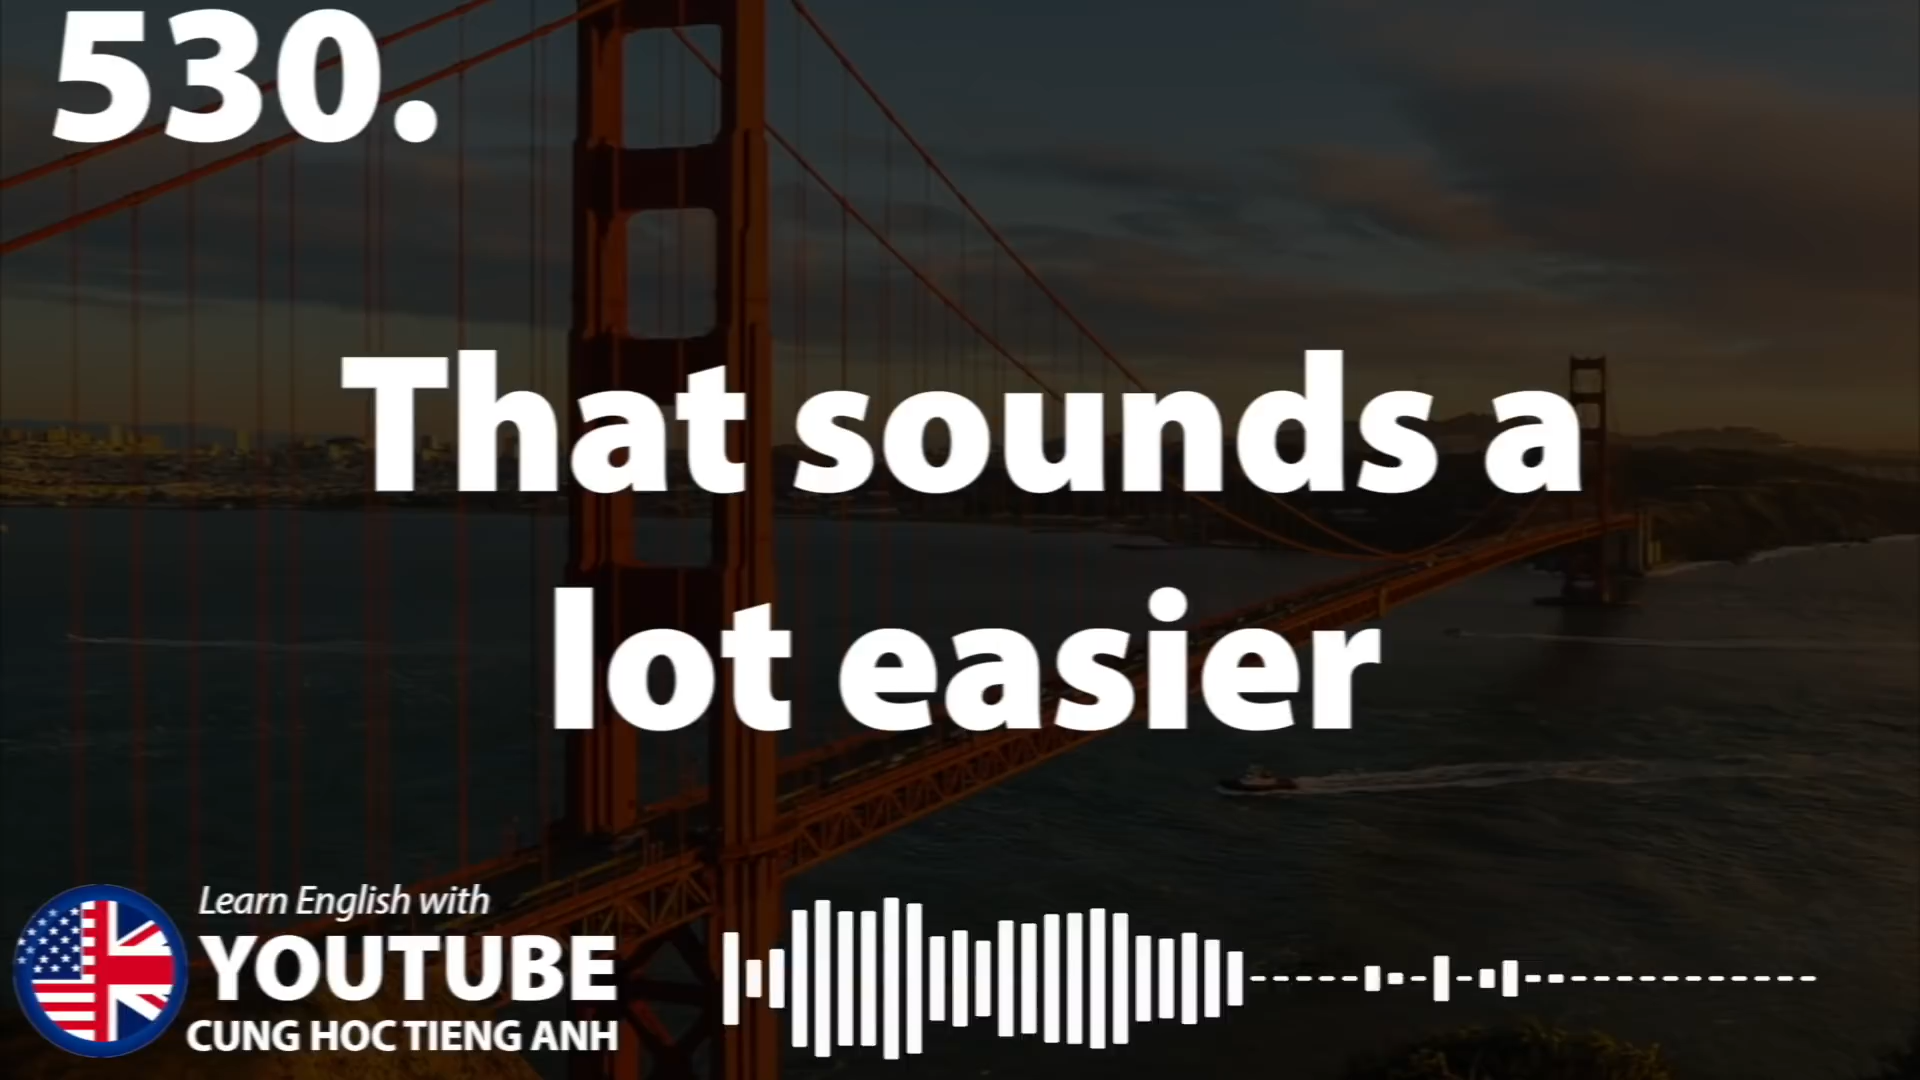 530.
That sounds a
lot easier
Learn English with
YOUTUBE
CUNG HOC TIENG ANH